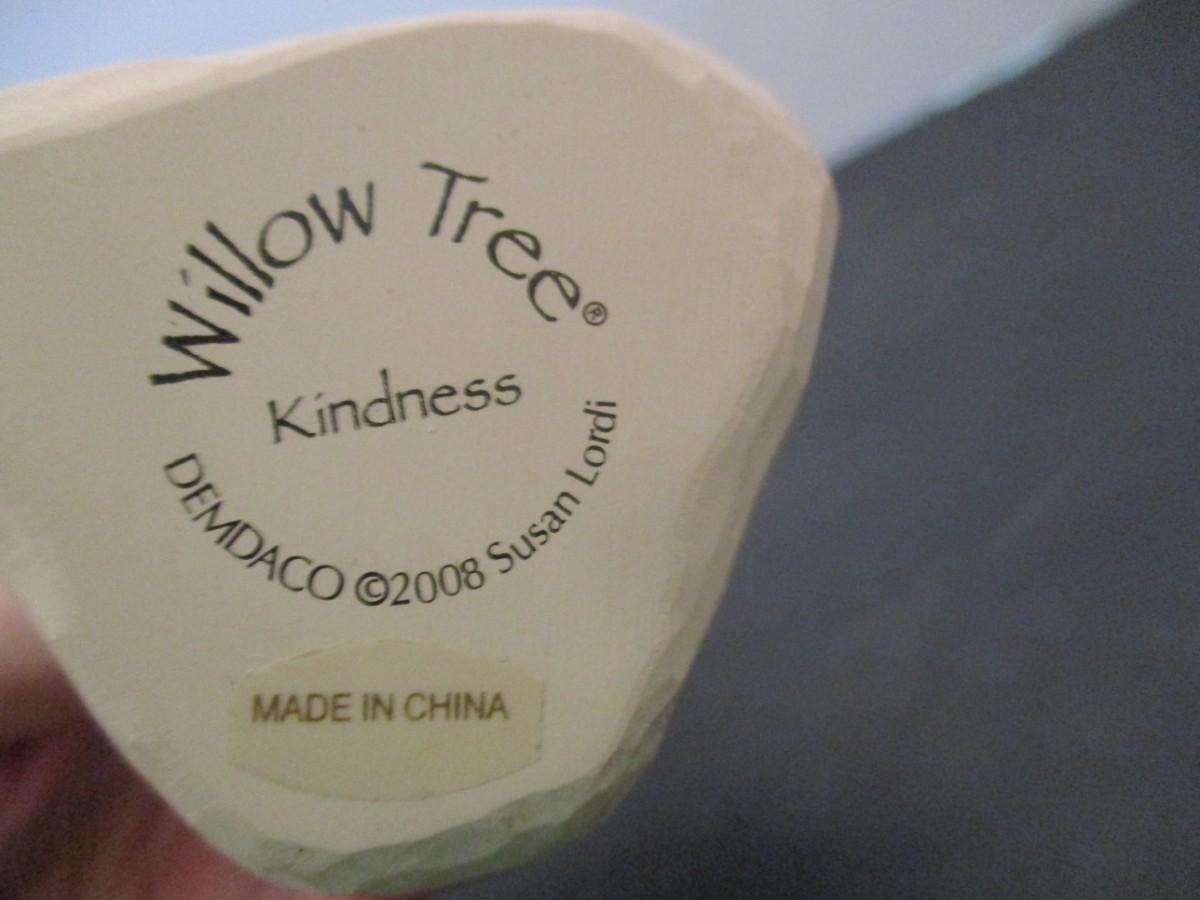 Willow Tree®
Kindness
DEMDACO ©2008 Susan Lordi
MADE IN CHINA